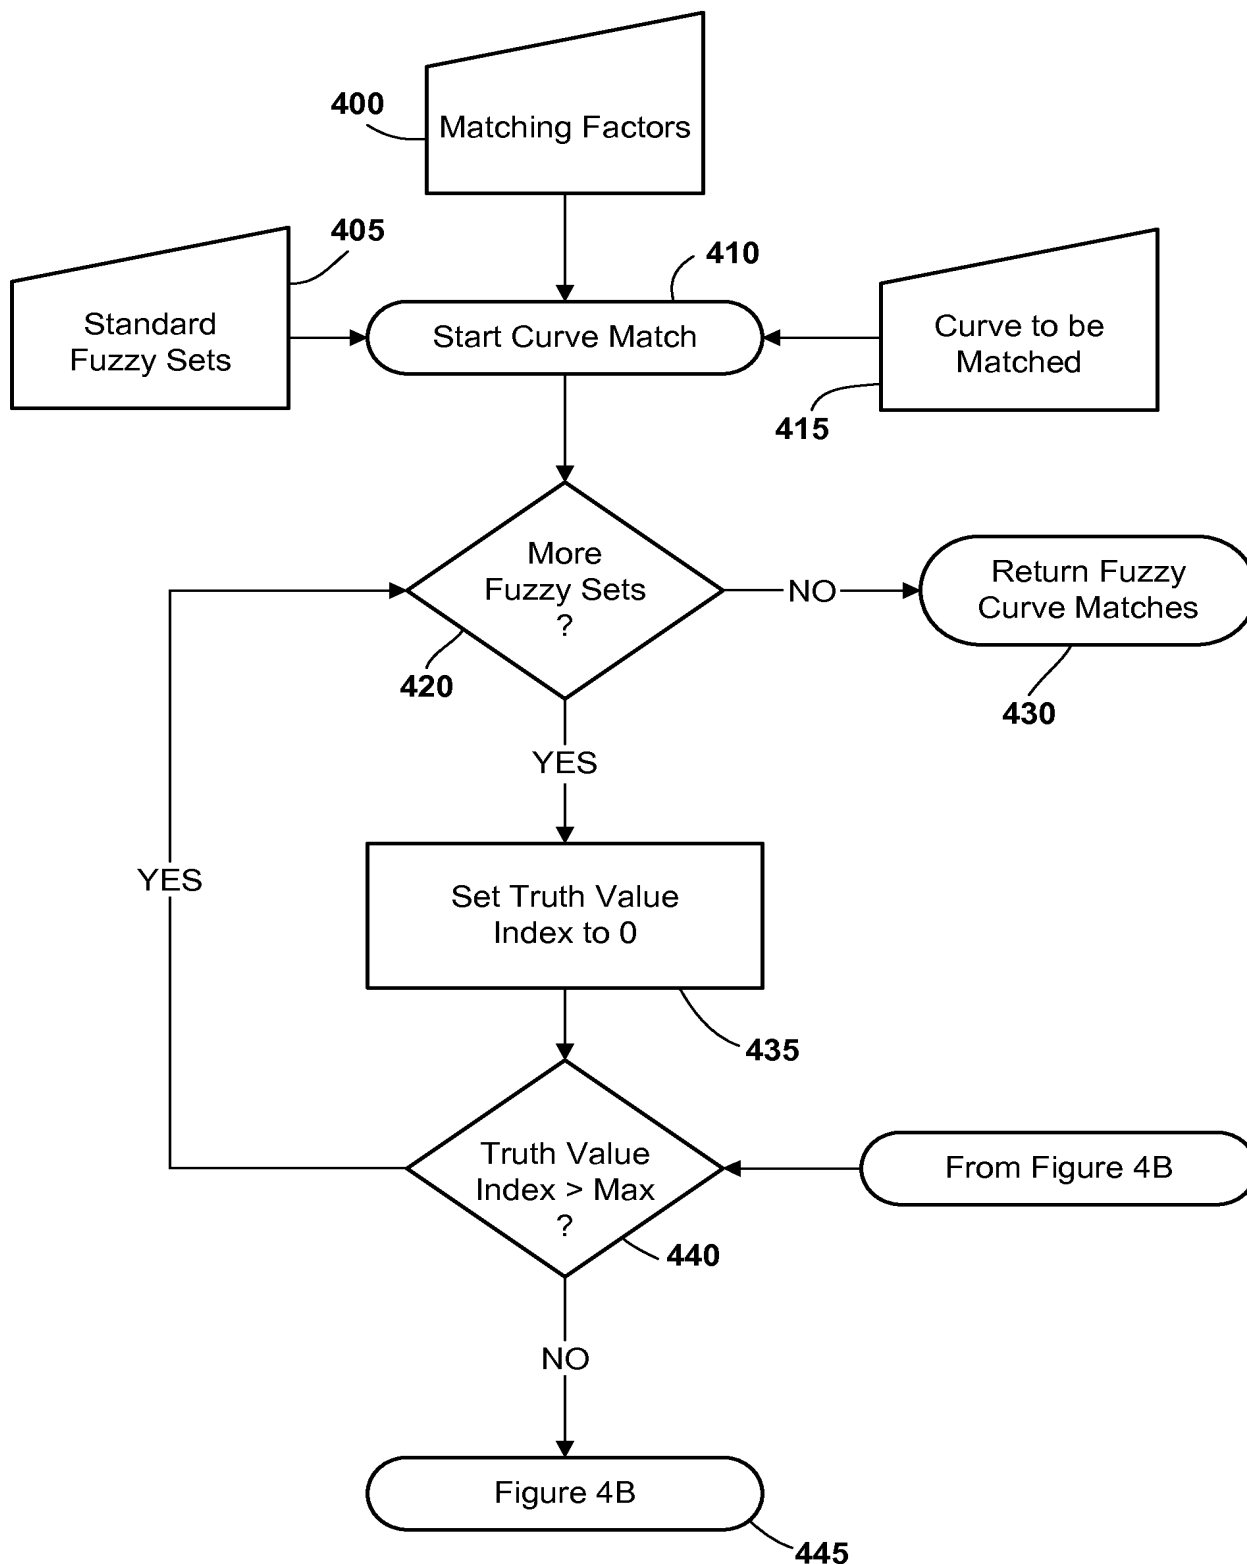 400
Matching Factors
405
Standard
Fuzzy Sets
410
Start Curve Match
Curve to be
Matched
415
More
Fuzzy Sets
?
420
NO
Return Fuzzy
Curve Matches
430
YES
YES
Set Truth Value
Index to 0
435
Truth Value
Index > Max
?
440
From Figure 4B
NO
Figure 4B
445